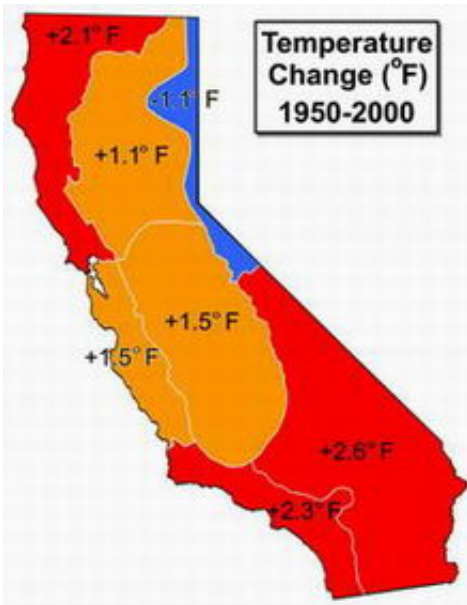 Temperature
Change (°F)
1950-2000
+2.1° F
-1.1° F
+1.1° F
+1.5° F
+1.5° F
+2.6° F
+2.3° F